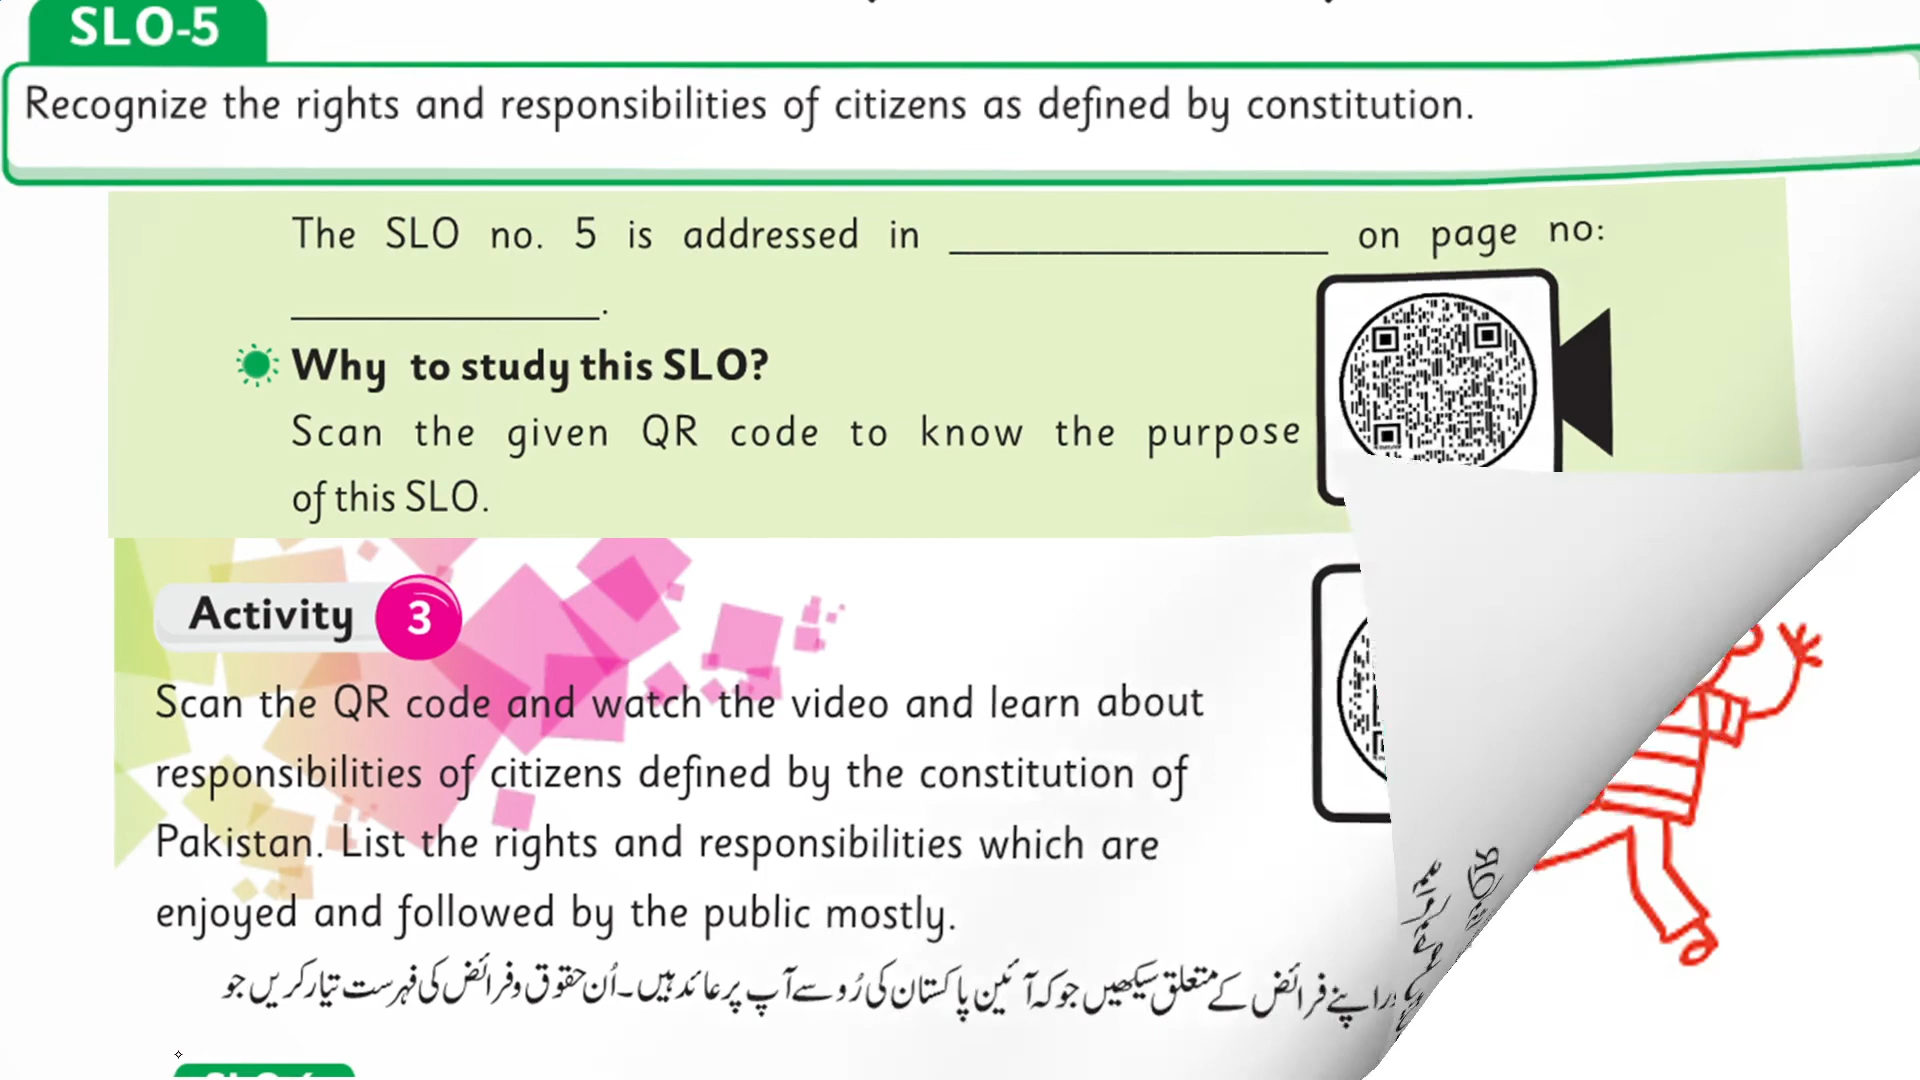 SLO-5
Recognize the rights and responsibilities of citizens as defined by constitution.
The SLO no. 5 is addressed in _________________ on page no:
______________.
Why to study this SLO?
Scan the given QR code to know the purpose
of this SLO.
Activity 3
Scan the QR code and watch the video and learn about
responsibilities of citizens defined by the constitution of
Pakistan. List the rights and responsibilities which are
enjoyed and followed by the public mostly.
اپنے فرائض کے متعلق سیکھیں جو کہ آئین پاکستان کی رُو سے آپ پر عائد ہیں۔ اُن حقوق و فرائض کی فہرست تیار کریں جو
QR